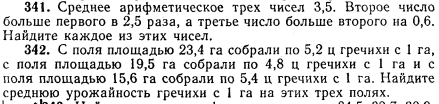 341. Среднее арифметическое трех чисел 3,5. Второе число
больше первого в 2,5 раза, а третье число больше второго на 0,6.
Найдите каждое из этих чисел.
342. С поля площадью 23,4 га собрали по 5,2 ц гречихи с 1 га,
с поля площадью 19,5 га собрали по 4,8 ц гречихи с 1 га и с
поля площадью 15,6 га собрали по 5,4 ц гречихи с 1 га. Найдите
среднюю урожайность гречихи с 1 га на этих трех полях.